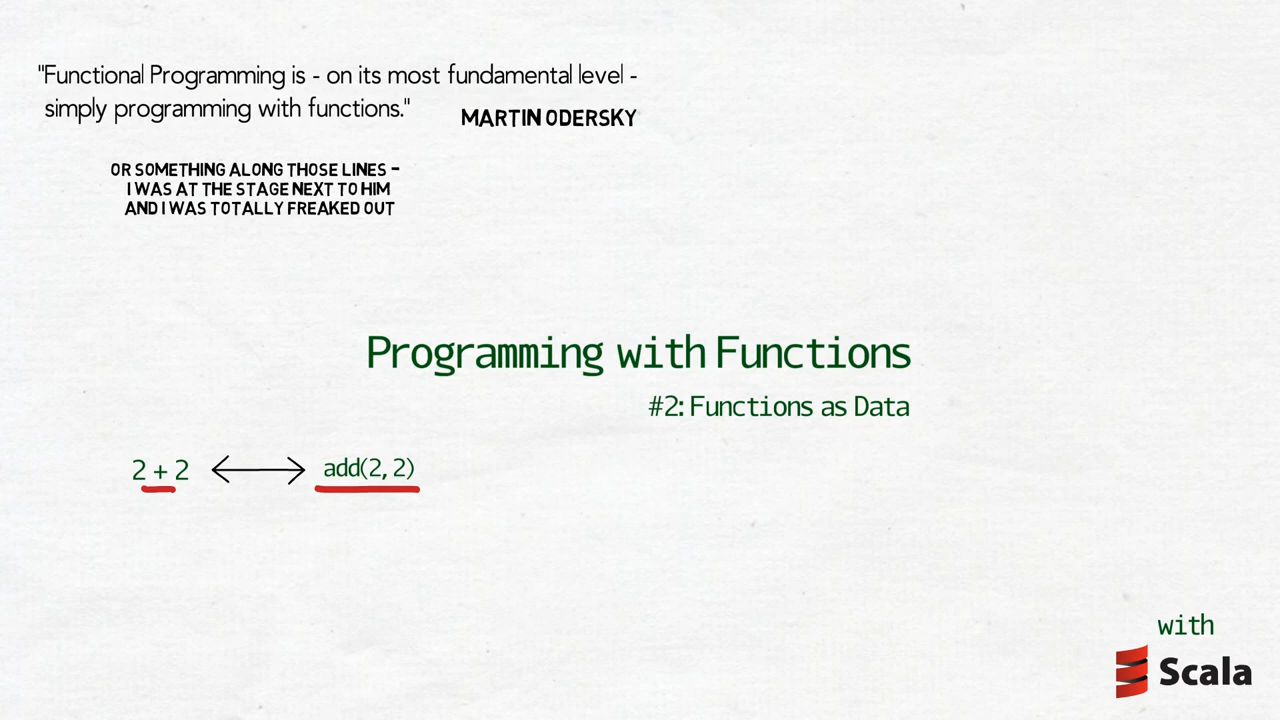 "Functional Programming is - on its most fundamental level -
simply programming with functions."
MARTIN ODERSKY
OR SOMETHING ALONG THOSE LINES –
I WAS AT THE STAGE NEXT TO HIM
AND I WAS TOTALLY FREAKED OUT
Programming with Functions
#2: Functions as Data
2 + 2
add(2, 2)
with
Scala